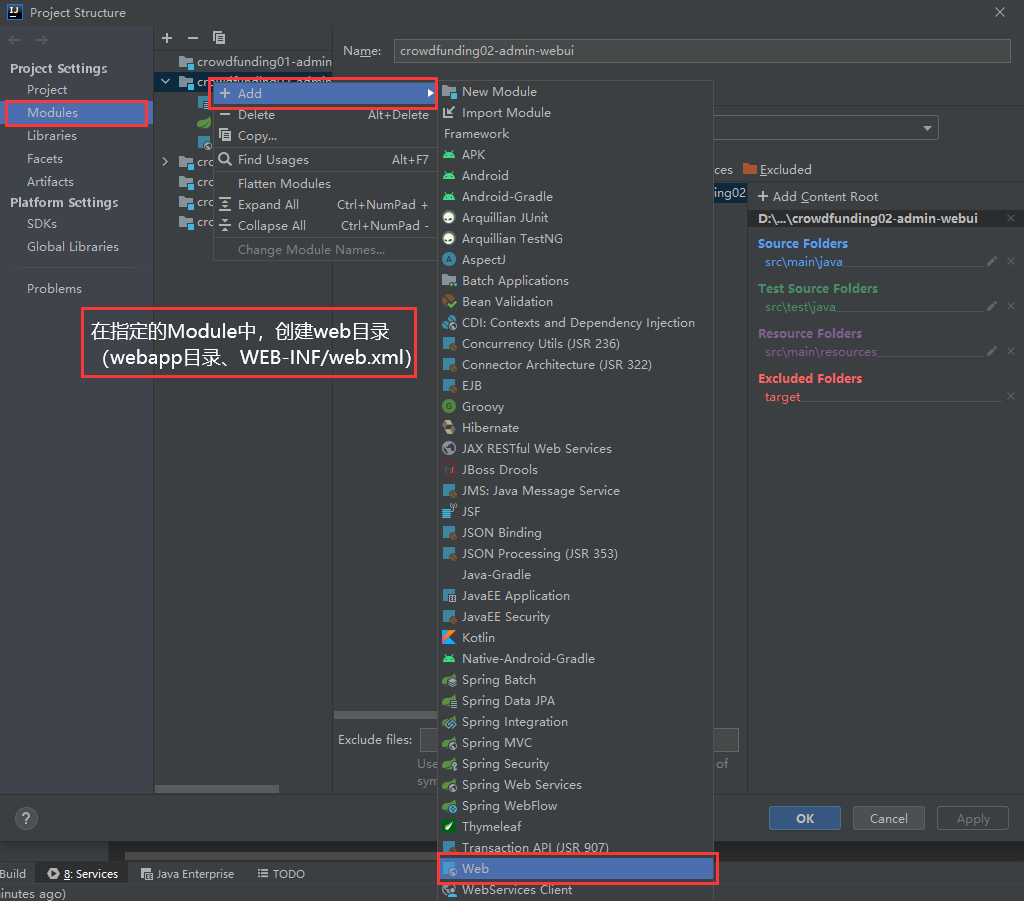 Project Structure
Name: crowdfunding02-admin-webui
Project Settings
Project
Modules
Libraries
Facets
Artifacts
Platform Settings
SDKs
Global Libraries
Problems
crowdfunding01-admin
Add
Delete Alt+Delete
Copy...
Find Usages Alt+F7
Flatten Modules
Expand All Ctrl+NumPad +
Collapse All Ctrl+NumPad -
Change Module Names...
在指定的Module中，创建web目录
（webapp目录、WEB-INF/web.xml）
New Module
Import Module
Framework
APK
Android
Android-Gradle
Arquillian JUnit
Arquillian TestNG
AspectJ
Batch Applications
Bean Validation
CDI: Contexts and Dependency Injection
Concurrency Utils (JSR 236)
Connector Architecture (JSR 322)
EJB
Groovy
Hibernate
JAX RESTful Web Services
JBoss Drools
JMS: Java Message Service
JSF
JSON Binding
JSON Processing (JSR 353)
Java-Gradle
JavaEE Application
JavaEE Security
Kotlin
Native-Android-Gradle
Spring Batch
Spring Data JPA
Spring Integration
Spring MVC
Spring Security
Spring Web Services
Spring WebFlow
Thymeleaf
Transaction API (JSR 907)
Web
WebServices Client
Excluded
Add Content Root
D:\...\crowdfunding02-admin-webui
Source Folders
src\main\java
Test Source Folders
src\test\java
Resource Folders
src\main\resources
Excluded Folders
target
Exclude files:
Use
of
?
OK Cancel Apply
Build 8: Services Java Enterprise TODO
minutes ago)